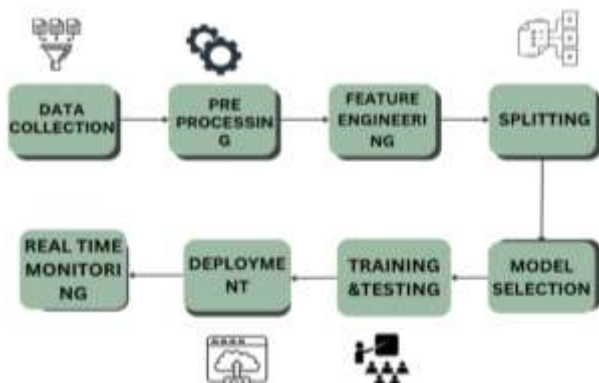 DATA
COLLECTION
PRE
PROCESSIN
G
FEATURE
ENGINEERI
NG
SPLITTING
REAL TIME
MONITORI
NG
DEPLOYME
NT
TRAINING
&TESTING
MODEL
SELECTION